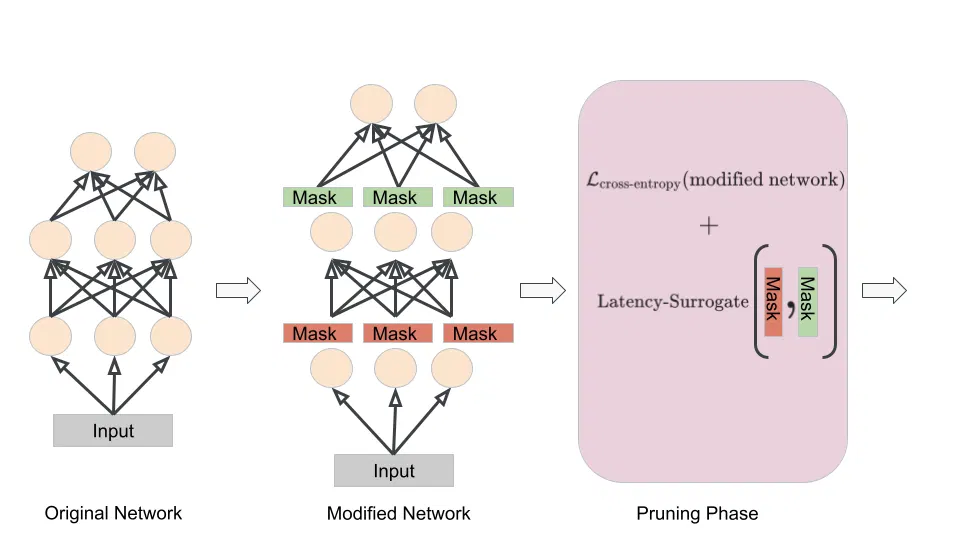 Mask Mask Mask
ℒcross-entropy(modified network)
+
Latency-Surrogate ( Mask , Mask )
Mask Mask Mask
Input
Input
Original Network
Modified Network
Pruning Phase